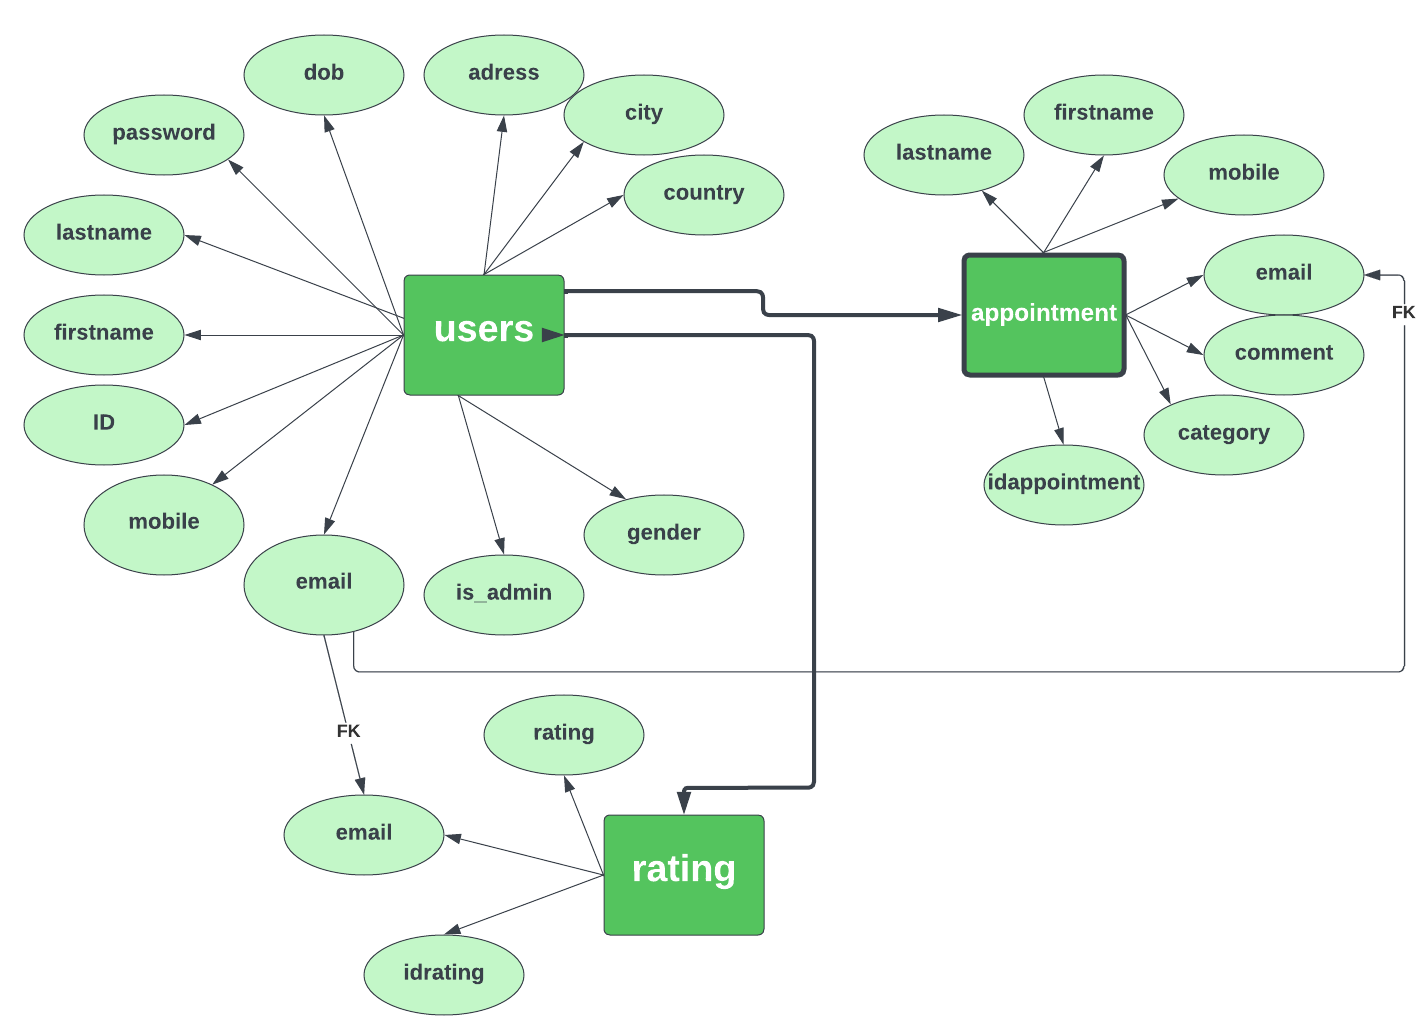 dob
adress
city
country
password
lastname
firstname
ID
mobile
email
users
is_admin
gender
firstname
lastname
mobile
appointment
email
FK
comment
category
idappointment
FK
rating
email
rating
idrating